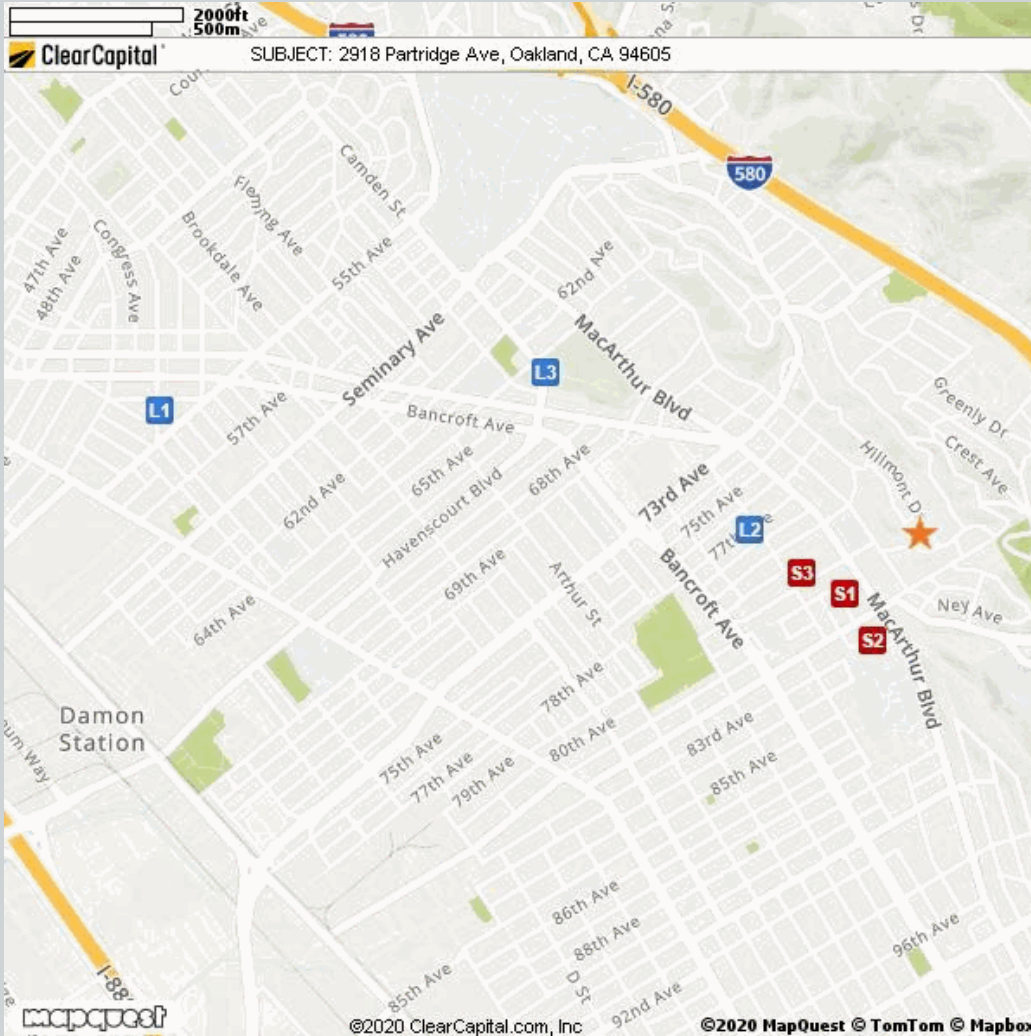 2000ft
500m
ClearCapital
SUBJECT: 2918 Partridge Ave, Oakland, CA 94605
I-580
580
Camden St
Fleming Ave
Brookdale Ave
Congress Ave
47th Ave
48th Ave
55th Ave
62nd Ave
Seminary Ave
MacArthur Blvd
L3
L1
57th Ave
Bancroft Ave
Greenly Dr
Crest Ave
Hillmont D
65th Ave
68th Ave
62nd Ave
Havenscourt Blvd
73rd Ave
75th Ave
77th Ave
L2
69th Ave
Arthur St
Bancroft Ave
S3
S1
S2
MacArthur Blvd
Ney Ave
64th Ave
78th Ave
Damon
Station
80th Ave
83rd Ave
85th Ave
75th Ave
77th Ave
79th Ave
86th Ave
88th Ave
96th Ave
85th Ave
D St
92nd Ave
I-88
mapquest
©2020 ClearCapital.com, Inc
©2020 MapQuest © TomTom © Mapbox